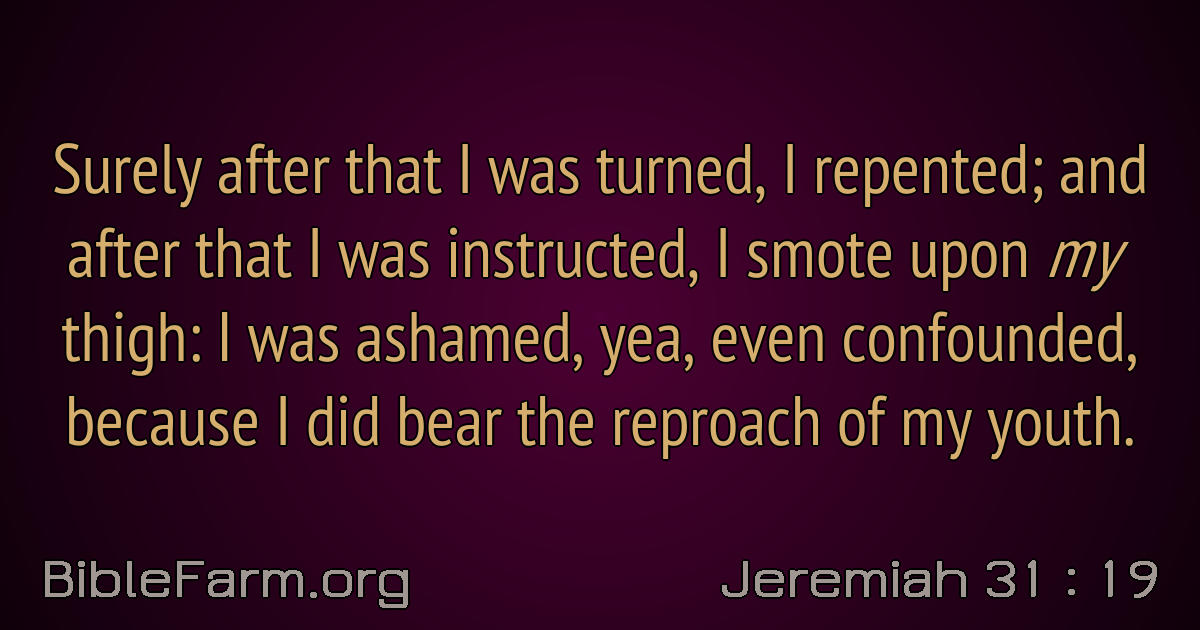 Surely after that I was turned, I repented; and
after that I was instructed, I smote upon my
thigh: I was ashamed, yea, even confounded,
because I did bear the reproach of my youth.
BibleFarm.org
Jeremiah 31 : 19